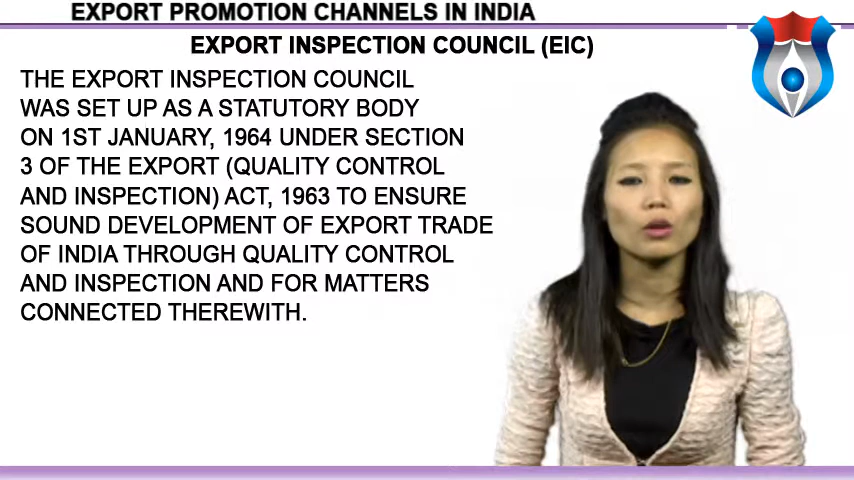 EXPORT PROMOTION CHANNELS IN INDIA
EXPORT INSPECTION COUNCIL (EIC)
THE EXPORT INSPECTION COUNCIL
WAS SET UP AS A STATUTORY BODY
ON 1ST JANUARY, 1964 UNDER SECTION
3 OF THE EXPORT (QUALITY CONTROL
AND INSPECTION) ACT, 1963 TO ENSURE
SOUND DEVELOPMENT OF EXPORT TRADE
OF INDIA THROUGH QUALITY CONTROL
AND INSPECTION AND FOR MATTERS
CONNECTED THEREWITH.